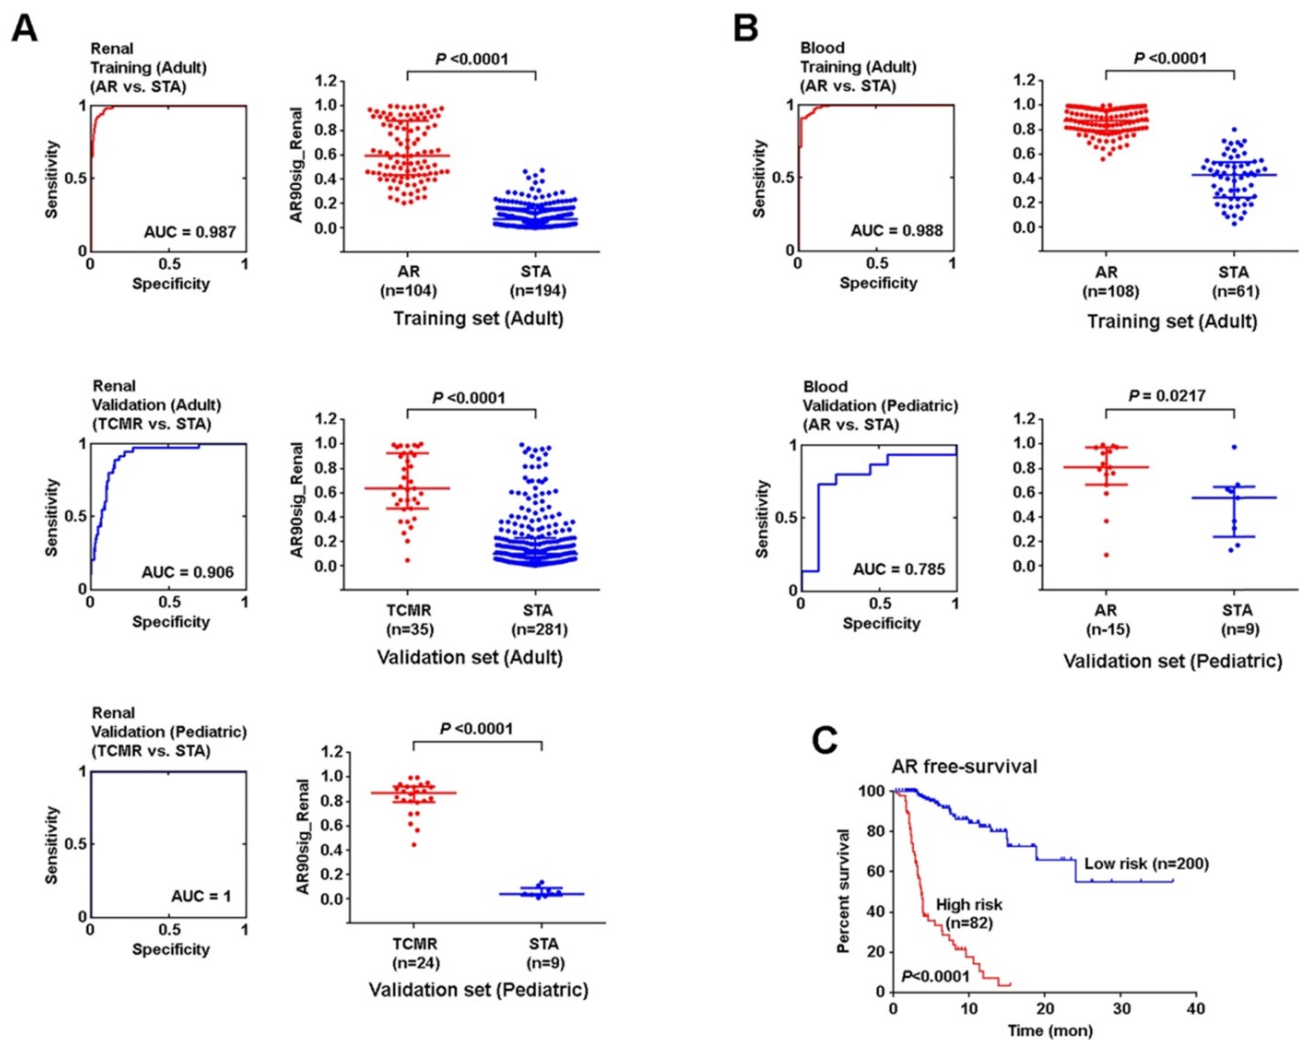 A
Renal
Training (Adult)
(AR vs. STA)
1
Sensitivity
0.5
AUC = 0.987
0
0 0.5 1
Specificity
P <0.0001
1.2
1.0
0.8
0.6
0.4
0.2
0.0
AR90sig_Renal
AR STA
(n=104) (n=194)
Training set (Adult)
Renal
Validation (Adult)
(TCMR vs. STA)
1
Sensitivity
0.5
AUC = 0.906
0
0 0.5 1
Specificity
P <0.0001
1.2
1.0
0.8
0.6
0.4
0.2
0.0
AR90sig_Renal
TCMR STA
(n=35) (n=281)
Validation set (Adult)
Renal
Validation (Pediatric)
(TCMR vs. STA)
1
Sensitivity
0.5
AUC = 1
0
0 0.5 1
Specificity
P <0.0001
1.2
1.0
0.8
0.6
0.4
0.2
0.0
AR90sig_Renal
TCMR STA
(n=24) (n=9)
Validation set (Pediatric)
B
Blood
Training (Adult)
(AR vs. STA)
1
Sensitivity
0.5
AUC = 0.988
0
0 0.5 1
Specificity
P <0.0001
1.2
1.0
0.8
0.6
0.4
0.2
0.0
AR STA
(n=108) (n=61)
Training set (Adult)
Blood
Validation (Pediatric)
(AR vs. STA)
1
Sensitivity
0.5
AUC = 0.785
0
0 0.5 1
Specificity
P = 0.0217
1.2
1.0
0.8
0.6
0.4
0.2
0.0
AR STA
(n-15) (n=9)
Validation set (Pediatric)
C
AR free-survival
100
80
60
40
20
0
Percent survival
Low risk (n=200)
High risk
(n=82)
P<0.0001
0 10 20 30 40
Time (mon)